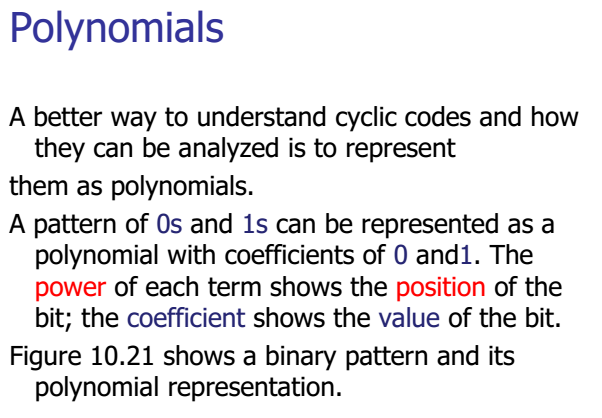 Polynomials
A better way to understand cyclic codes and how
they can be analyzed is to represent
them as polynomials.
A pattern of 0s and 1s can be represented as a
polynomial with coefficients of 0 and1. The
power of each term shows the position of the
bit; the coefficient shows the value of the bit.
Figure 10.21 shows a binary pattern and its
polynomial representation.